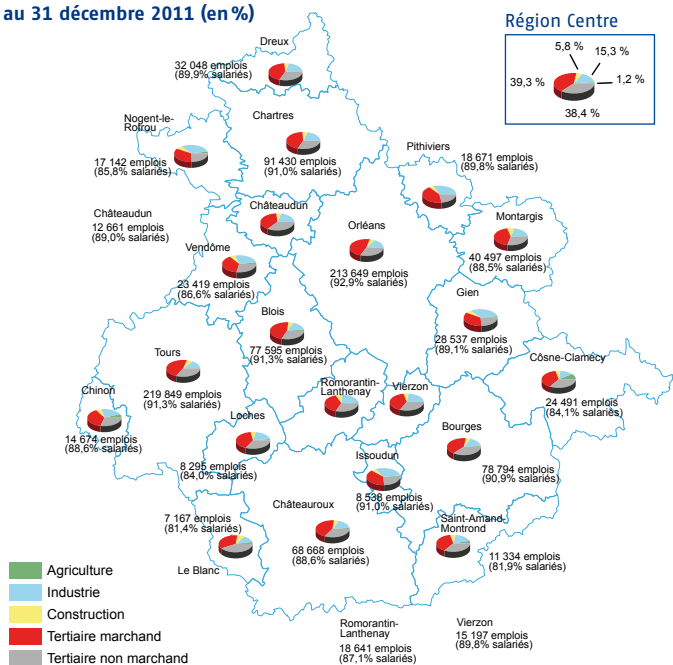 au 31 décembre 2011 (en %)
Région Centre
5,8 %
15,3 %
39,3 %
1,2 %
38,4 %
Dreux
32 048 emplois
(89,9% salariés)
Nogent-le-
Rotrou
17 142 emplois
(85,8% salariés)
Chartres
91 430 emplois
(91,0% salariés)
Pithiviers
18 671 emplois
(89,8% salariés)
Châteaudun
12 661 emplois
(89,0% salariés)
Châteaudun
Orléans
213 649 emplois
(92,9% salariés)
Montargis
40 497 emplois
(88,5% salariés)
Vendôme
23 419 emplois
(86,6% salariés)
Gien
28 537 emplois
(89,1% salariés)
Blois
77 595 emplois
(91,3% salariés)
Tours
219 849 emplois
(91,3% salariés)
Côsne-Clamecy
24 491 emplois
(84,1% salariés)
Chinon
14 674 emplois
(88,6% salariés)
Romorantin-
Lanthenay
Vierzon
Loches
8 295 emplois
(84,0% salariés)
Bourges
78 794 emplois
(90,9% salariés)
Issoudun
8 538 emplois
(91,0% salariés)
Châteauroux
68 668 emplois
(88,6% salariés)
7 167 emplois
(81,4% salariés)
Le Blanc
Saint-Amand-
Montrond
11 334 emplois
(81,9% salariés)
Agriculture
Industrie
Construction
Tertiaire marchand
Tertiaire non marchand
Romorantin-
Lanthenay
18 641 emplois
(87,1% salariés)
Vierzon
15 197 emplois
(89,8% salariés)